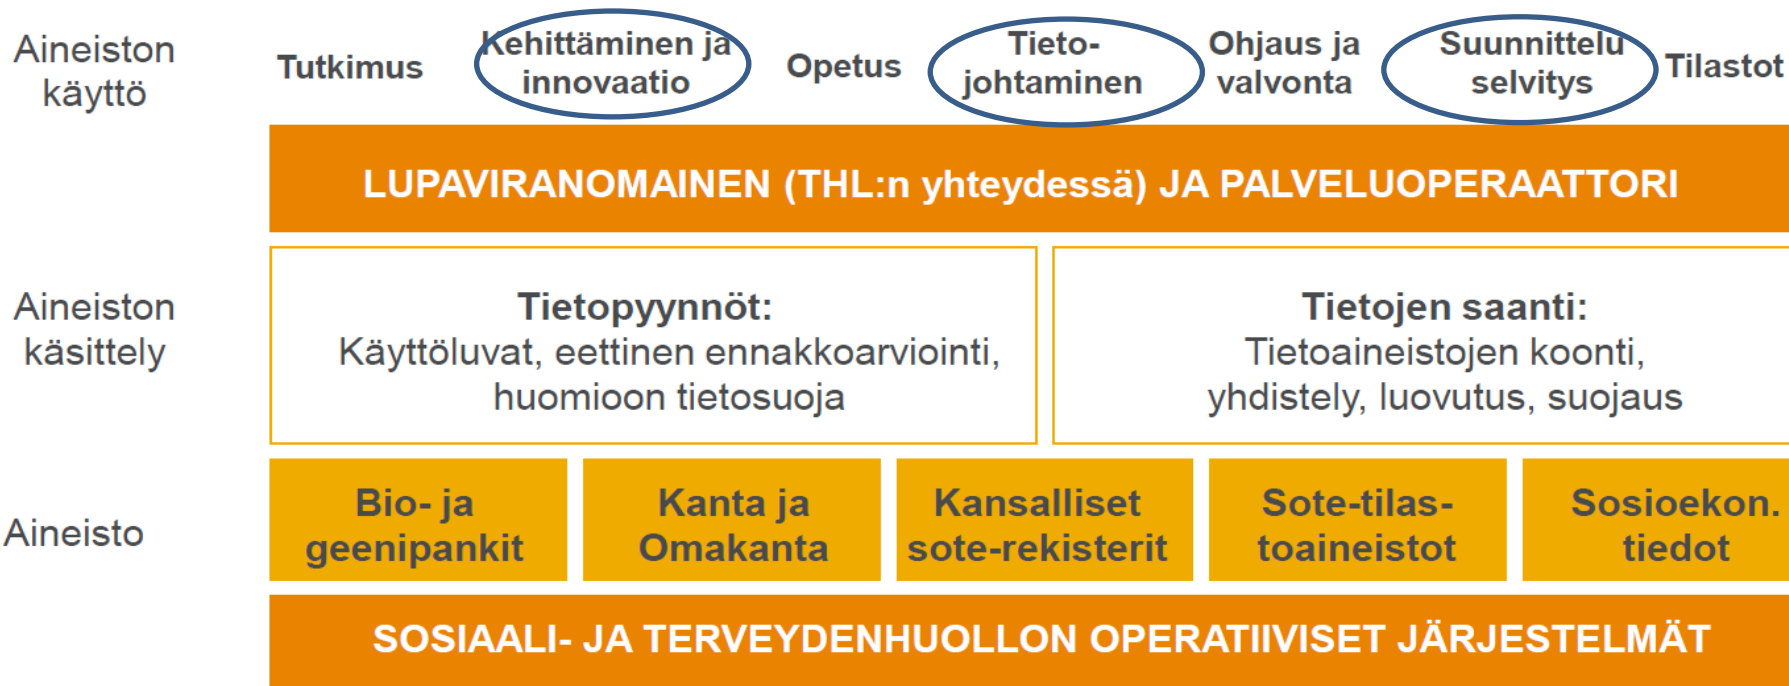 Aineiston
käyttö
Tutkimus
Kehittäminen ja
innovaatio
Opetus
Tieto-
johtaminen
Ohjaus ja
valvonta
Suunnittelu
selvitys
Tilastot
LUPAVIRANOMAINEN (THL:n yhteydessä) JA PALVELUOPERAATTORI
Aineiston
käsittely
Tietopyynnöt:
Käyttöluvat, eettinen ennakkoarviointi,
huomioon tietosuoja
Tietojen saanti:
Tietoaineistojen koonti,
yhdistely, luovutus, suojaus
Aineisto
Bio- ja
geenipankit
Kanta ja
Omakanta
Kansalliset
sote-rekisterit
Sote-tilas-
toaineistot
Sosioekon.
tiedot
SOSIAALI- JA TERVEYDENHUOLLON OPERATIIVISET JÄRJESTELMÄT